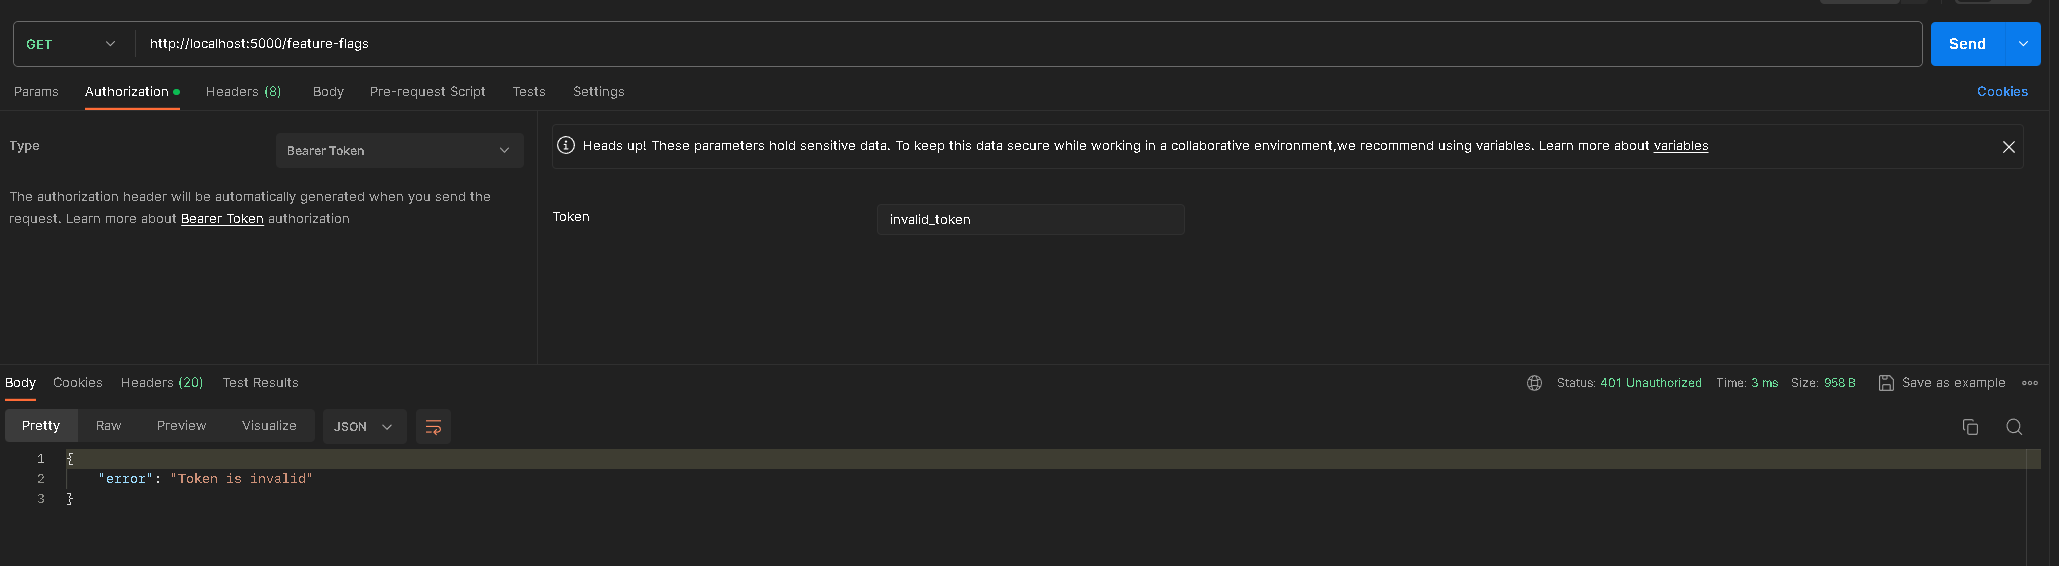 GET http://localhost:5000/feature-flags Send
Params Authorization Headers (8) Body Pre-request Script Tests Settings Cookies
Type Bearer Token
The authorization header will be automatically generated when you send the
request. Learn more about Bearer Token authorization
Heads up! These parameters hold sensitive data. To keep this data secure while working in a collaborative environment,we recommend using variables. Learn more about variables
Token invalid_token
Body Cookies Headers (20) Test Results Status: 401 Unauthorized Time: 3 ms Size: 958 B Save as example
Pretty Raw Preview Visualize JSON
1 {
2 "error": "Token is invalid"
3 }